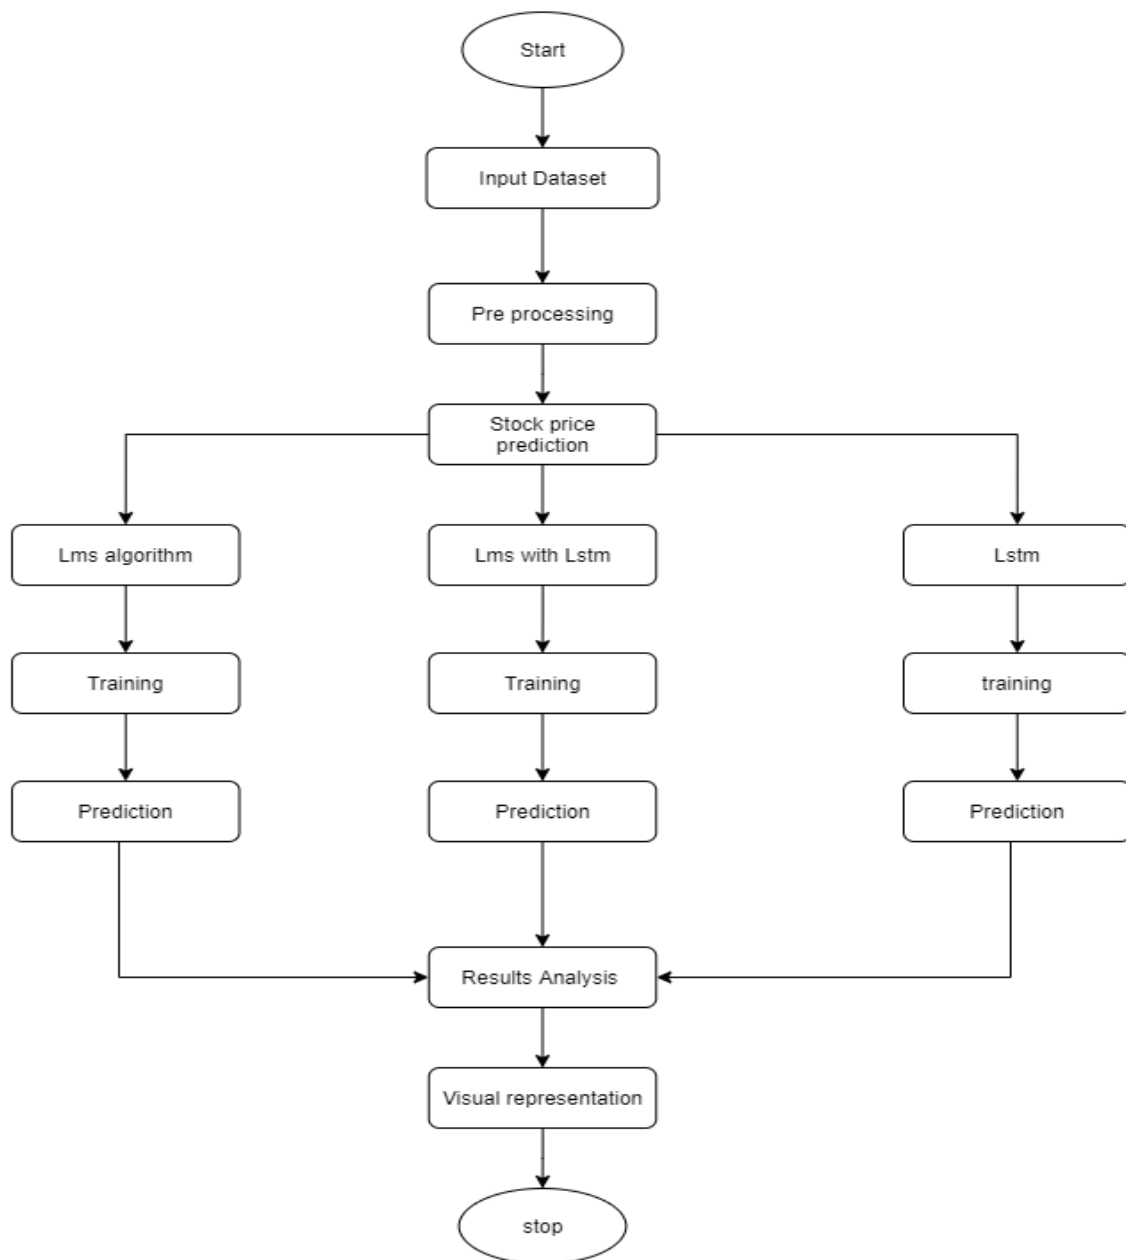 Start
Input Dataset
Pre processing
Stock price
prediction
Lms algorithm
Lms with Lstm
Lstm
Training
Training
training
Prediction
Prediction
Prediction
Results Analysis
Visual representation
stop